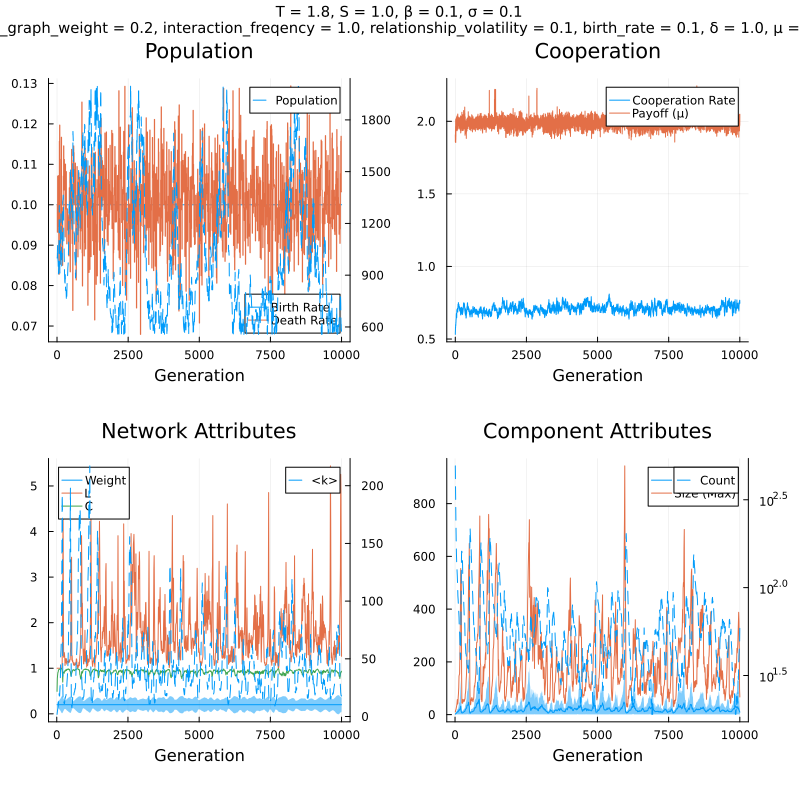 T = 1.8, S = 1.0, β = 0.1, σ = 0.1
_graph_weight = 0.2, interaction_freqency = 1.0, relationship_volatility = 0.1, birth_rate = 0.1, δ = 1.0, μ =
Population
Cooperation
0.13
0.12
0.11
0.10
0.09
0.08
0.07
Population
Birth Rate
Death Rate
1800
1500
1200
900
600
0 2500 5000 7500 10000
Generation
2.0
1.5
1.0
0.5
Cooperation Rate
Payoff (μ)
0 2500 5000 7500 10000
Generation
Network Attributes
Component Attributes
5
4
3
2
1
0
Weight
L
C
<k>
200
150
100
50
0
0 2500 5000 7500 10000
Generation
800
600
400
200
0
Count
Size (Max)
10^2.5
10^2.0
10^1.5
0 2500 5000 7500 10000
Generation